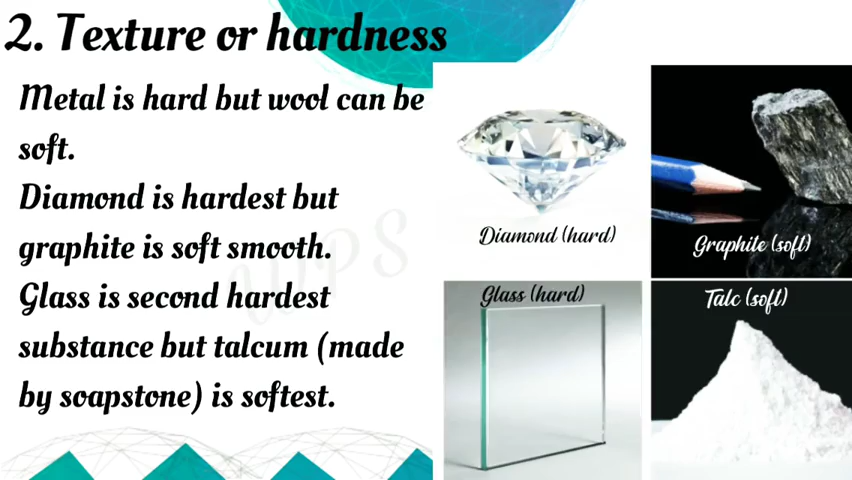 2. Texture or hardness
Metal is hard but wool can be
soft.
Diamond is hardest but
graphite is soft smooth.
Glass is second hardest
substance but talcum (made
by soapstone) is softest.
WPS
Diamond (hard)
Graphite (soft)
Glass (hard)
Talc (soft)